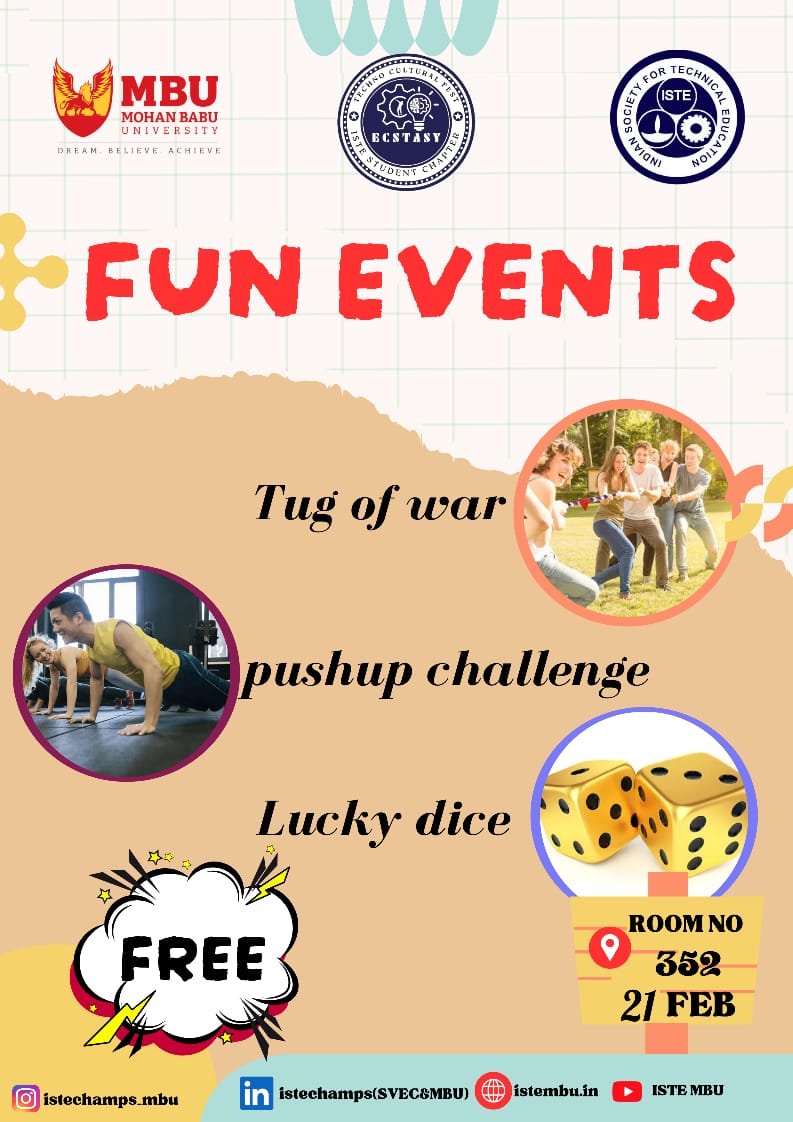 MBU
MOHAN BABU
UNIVERSITY
DREAM. BELIEVE. ACHIEVE
TECHNO CULTURAL FEST
ECSTASY
ISTE STUDENT CHAPTER
INDIAN SOCIETY FOR TECHNICAL EDUCATION
ISTE
FUN EVENTS
Tug of war
pushup challenge
Lucky dice
FREE
ROOM NO
352
21 FEB
istechamps_mbu
istechamps(SVEC&MBU)
istembu.in
ISTE MBU